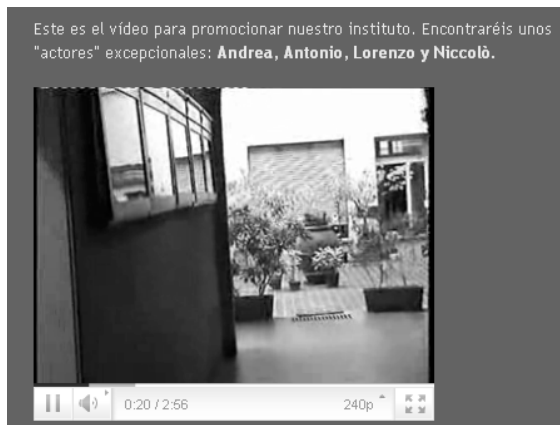 Este es el vídeo para promocionar nuestro instituto. Encontraréis unos
"actores" excepcionales: Andrea, Antonio, Lorenzo y Niccolò.
0:20 / 2:56
240p